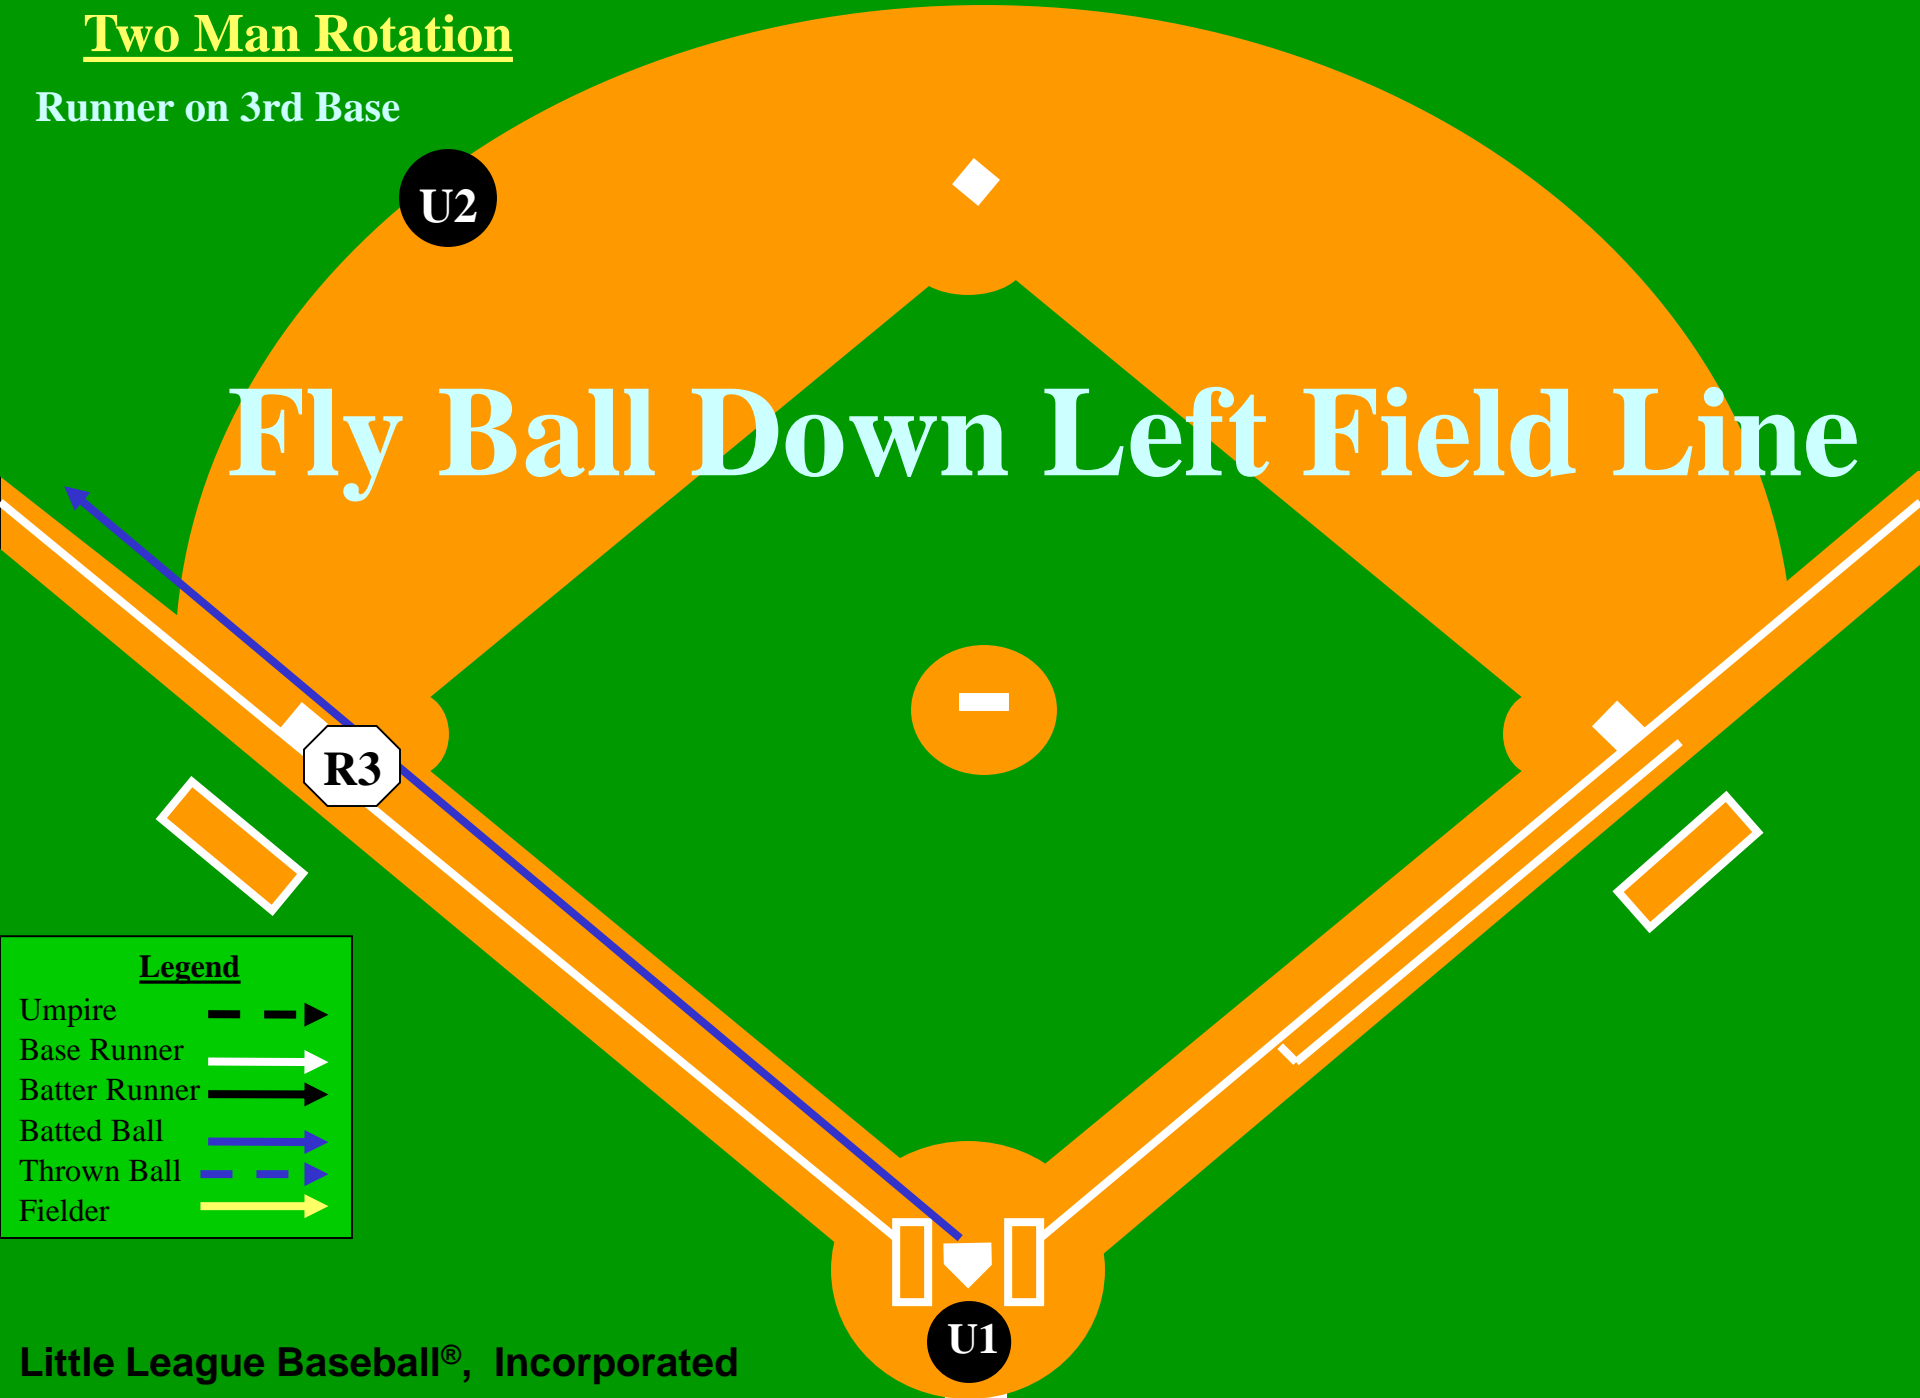 Two Man Rotation
Runner on 3rd Base
U2
Fly Ball Down Left Field Line
R3
Legend
Umpire
Base Runner
Batter Runner
Batted Ball
Thrown Ball
Fielder
U1
Little League Baseball®, Incorporated